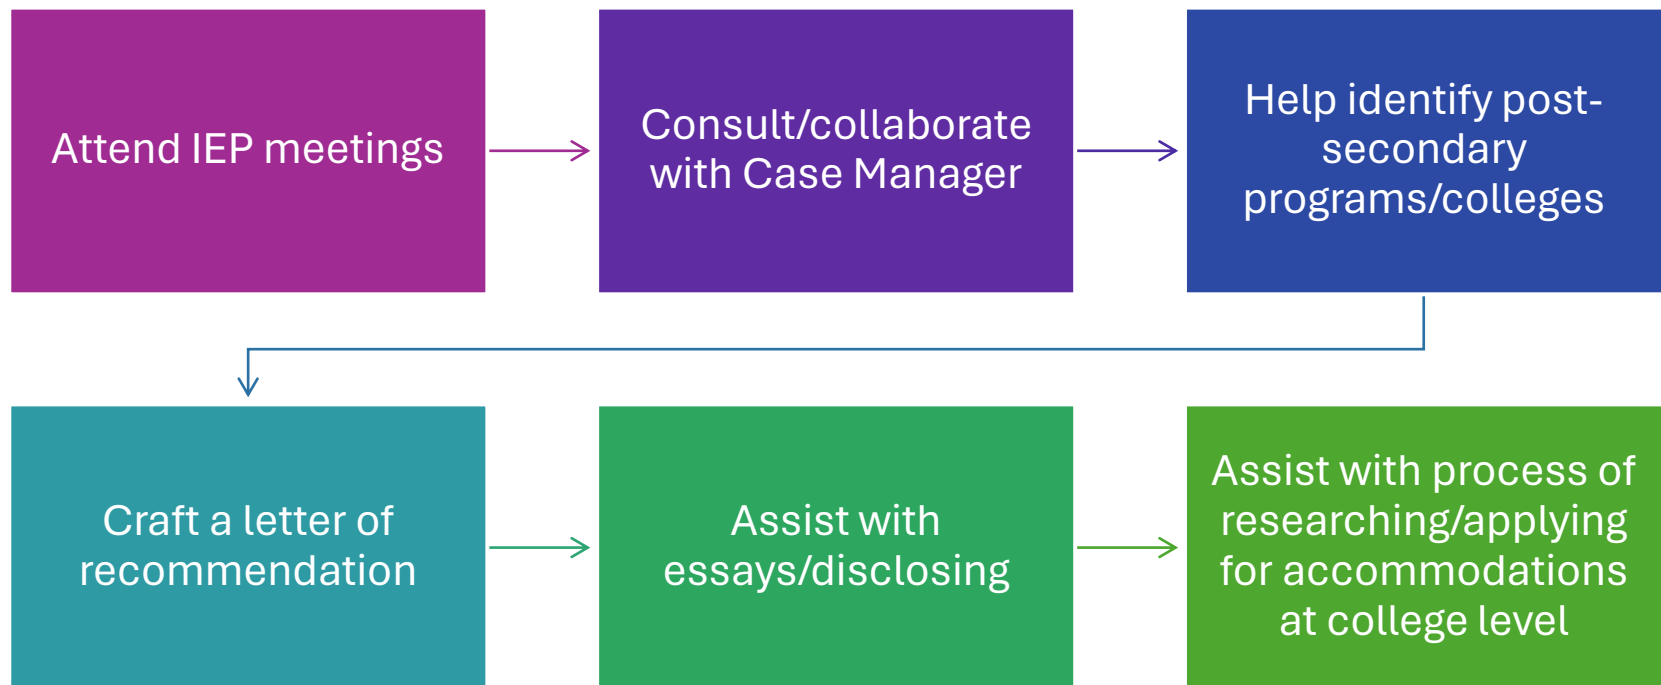 Attend IEP meetings
Consult/collaborate
with Case Manager
Help identify post-
secondary
programs/colleges
Craft a letter of
recommendation
Assist with
essays/disclosing
Assist with process of
researching/applying
for accommodations
at college level